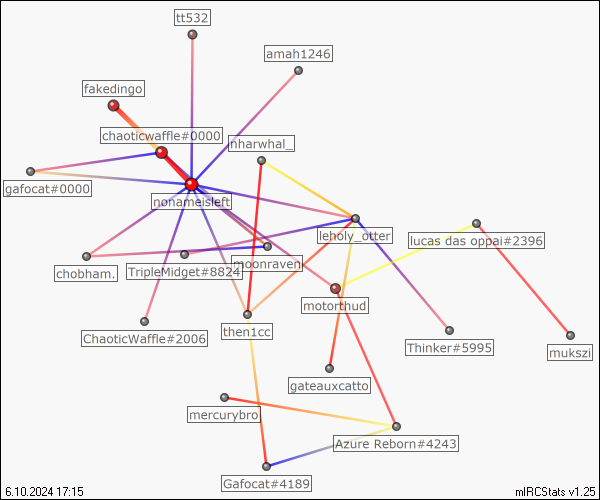 tt532
amah1246
fakedingo
chaoticwaffle#0000
nharwhal_
gafocat#0000
nonameisleft
leholy_otter
lucas das oppai#2396
moonraven
chobham.
TripleMidget#8824
motorthud
ChaoticWaffle#2006
then1cc
Thinker#5995
mukszi
gateauxcatto
mercurybro
Azure Reborn#4243
Gafocat#4189
6.10.2024 17:15
mIRCStats v1.25